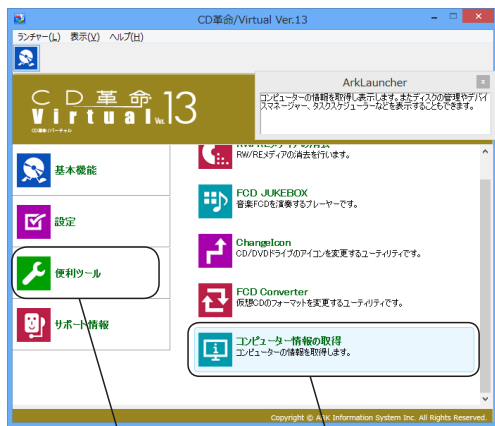 CD革命/Virtual Ver.13
ランチャー(L) 表示(V) ヘルプ(H)
ArkLauncher
コンピューターの情報を取得し表示します。またディスクの管理やデバイ
スマネージャー、タスクスケジューラーなどを表示することもできます。
CD革命
Virtual Ver. 13
CD革命/バーチャル
RW/REメディアの消去
RW/REメディアの消去を行います。
基本機能
FCD JUKEBOX
音楽FCDを演奏するプレーヤーです。
設定
ChangeIcon
CD/DVDドライブのアイコンを変更するユーティリティです。
便利ツール
FCD Converter
仮想CDのフォーマットを変更するユーティリティです。
サポート情報
コンピューター情報の取得
コンピューターの情報を取得します。
Copyright © ARK Information System Inc. All Rights Reserved.